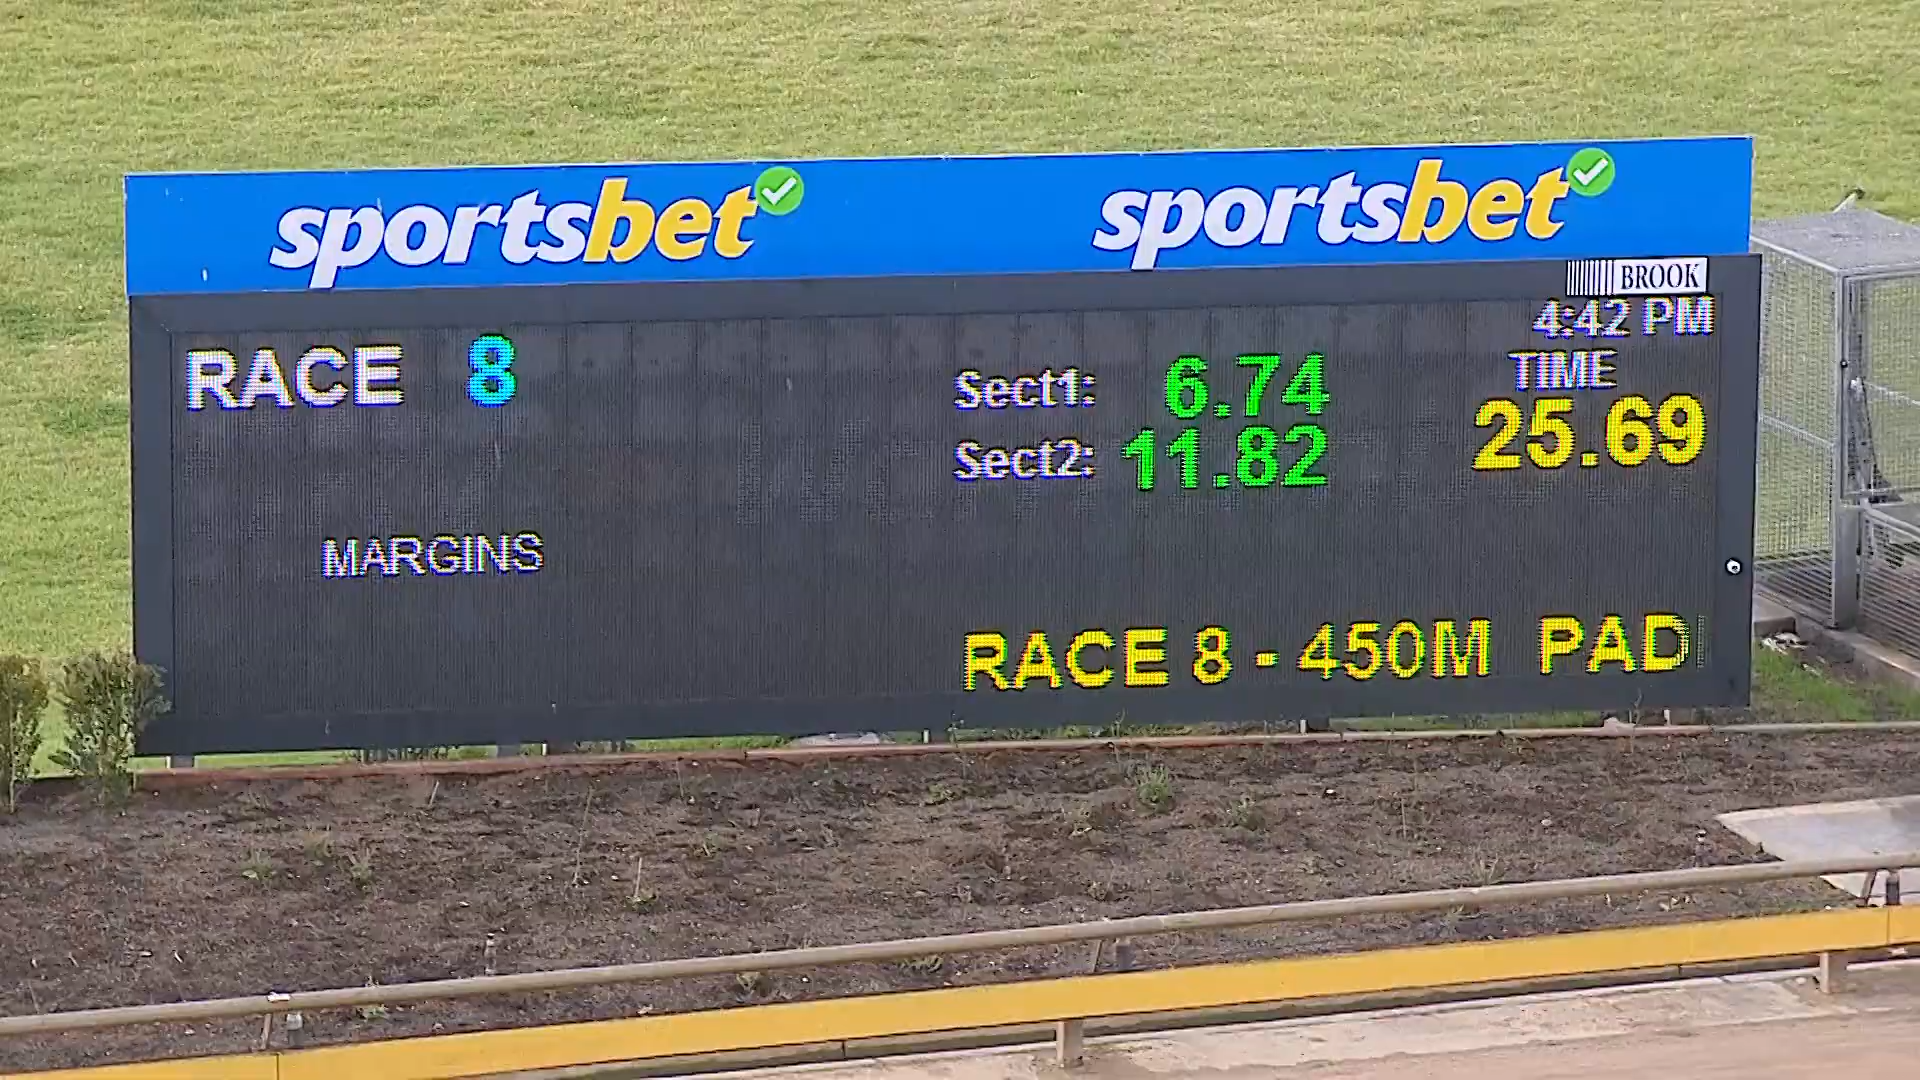 sportsbet sportsbet
BROOK
4:42 PM
RACE 8
Sect1: 6.74
TIME
25.69
Sect2: 11.82
MARGINS
RACE 8 - 450M PAD